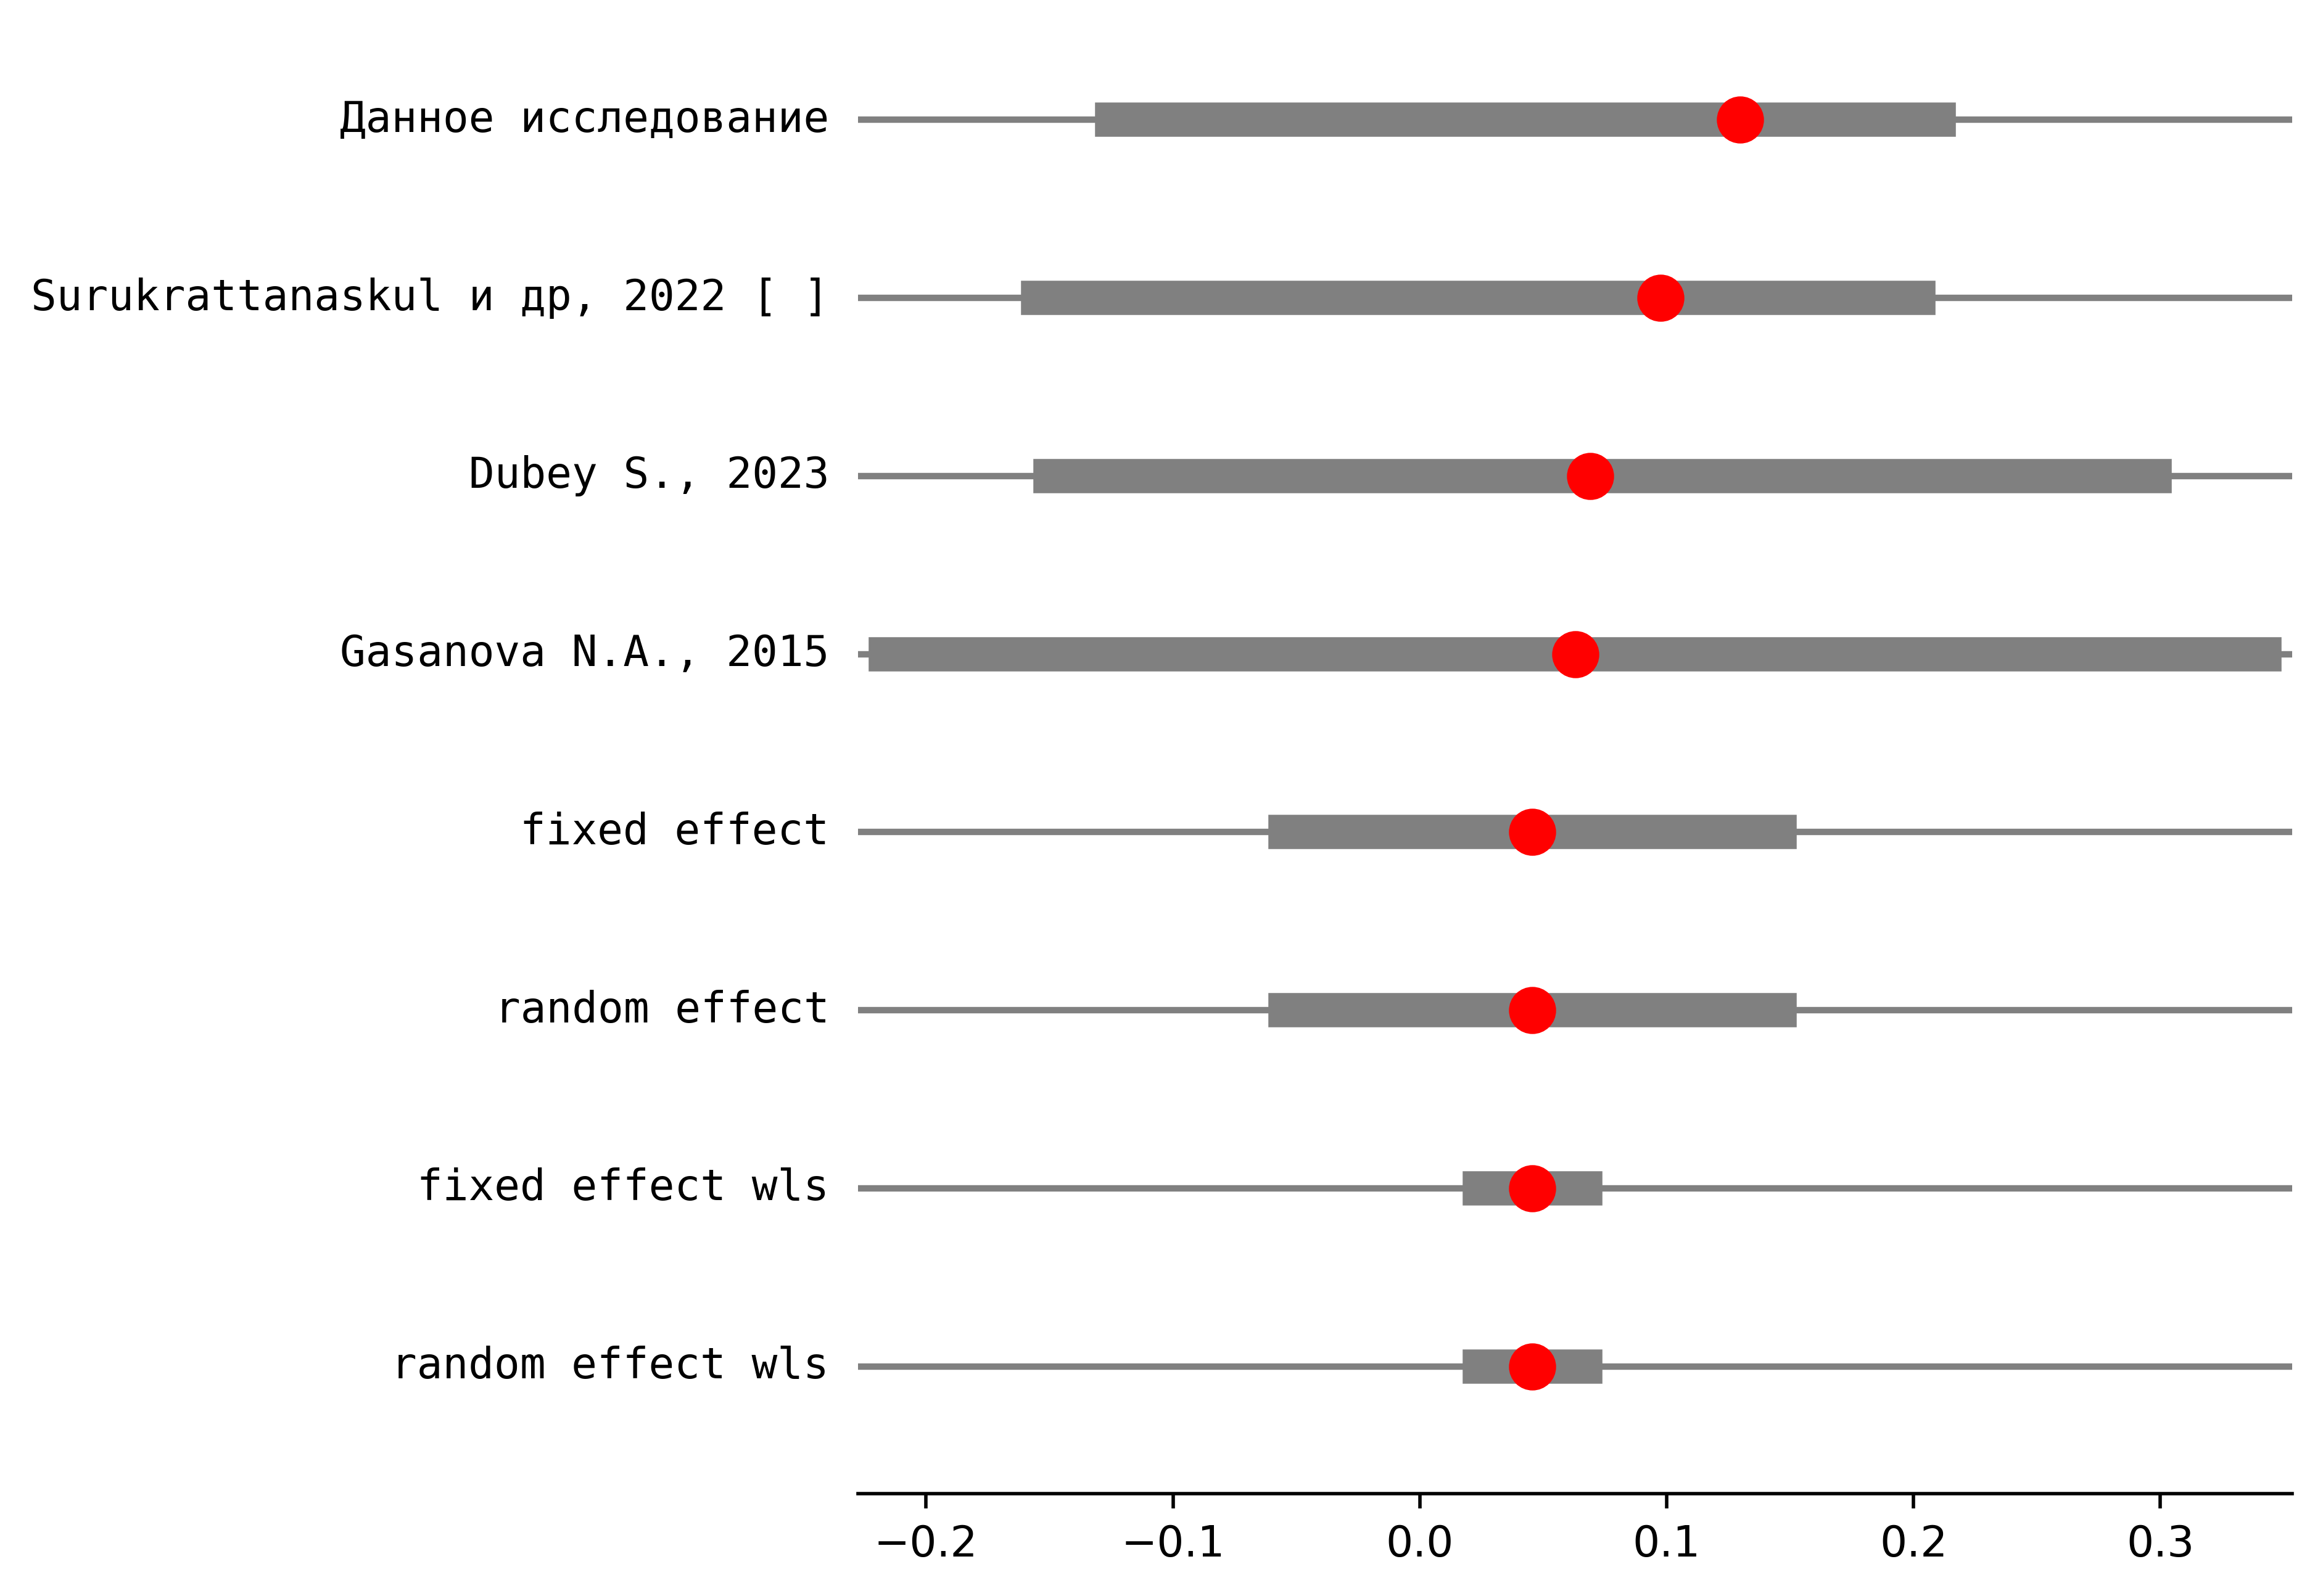 Данное исследование
Surukrattanaskul и др, 2022 [ ]
Dubey S., 2023
Gasanova N.A., 2015
fixed effect
random effect
fixed effect wls
random effect wls
−0.2 −0.1 0.0 0.1 0.2 0.3